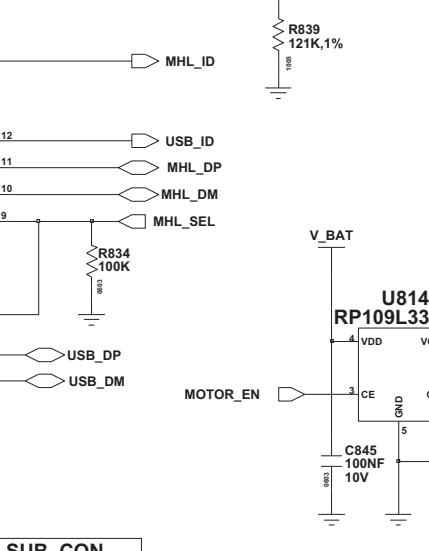 R839
121K,1%
1005
MHL_ID
12
USB_ID
11
MHL_DP
10
MHL_DM
9
MHL_SEL
R834
100K
0603
V_BAT
U814
RP109L33
4
VDD
USB_DP
USB_DM
MOTOR_EN
3
CE
GND
5
C845
100NF
10V
0603
SUB_CON